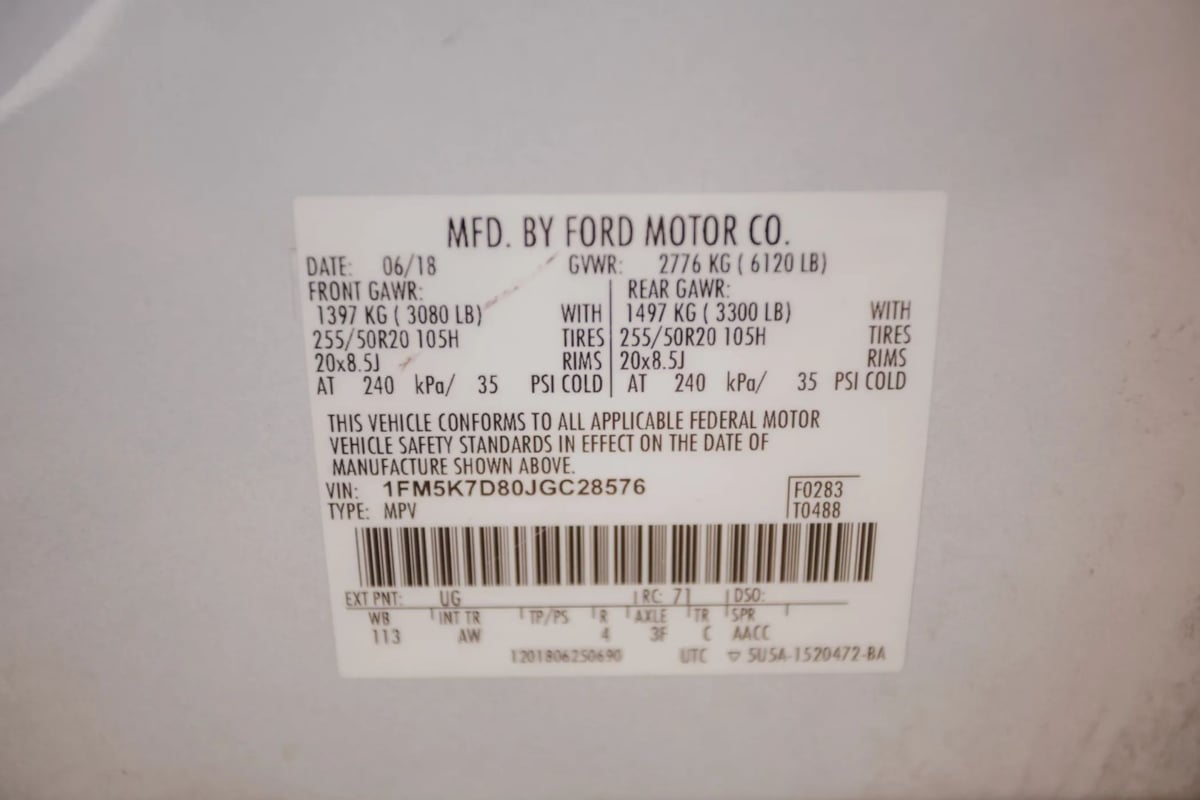 MFD. BY FORD MOTOR CO.
DATE: 06/18 GVWR: 2776 KG ( 6120 LB)
FRONT GAWR: REAR GAWR:
1397 KG ( 3080 LB) WITH 1497 KG ( 3300 LB) WITH
255/50R20 105H TIRES 255/50R20 105H TIRES
20x8.5J RIMS 20x8.5J RIMS
AT 240 kPa/ 35 PSI COLD AT 240 kPa/ 35 PSI COLD
THIS VEHICLE CONFORMS TO ALL APPLICABLE FEDERAL MOTOR
VEHICLE SAFETY STANDARDS IN EFFECT ON THE DATE OF
MANUFACTURE SHOWN ABOVE.
VIN: 1FM5K7D80JGC28576 F0283
TYPE: MPV T0488
EXT PNT: UG RC: 71 DSO:
WB INT TR TP/PS R AXLE TR SPR
113 AW 4 3F C AACC
1201806250690 UTC ▽ 5U5A-1520472-BA